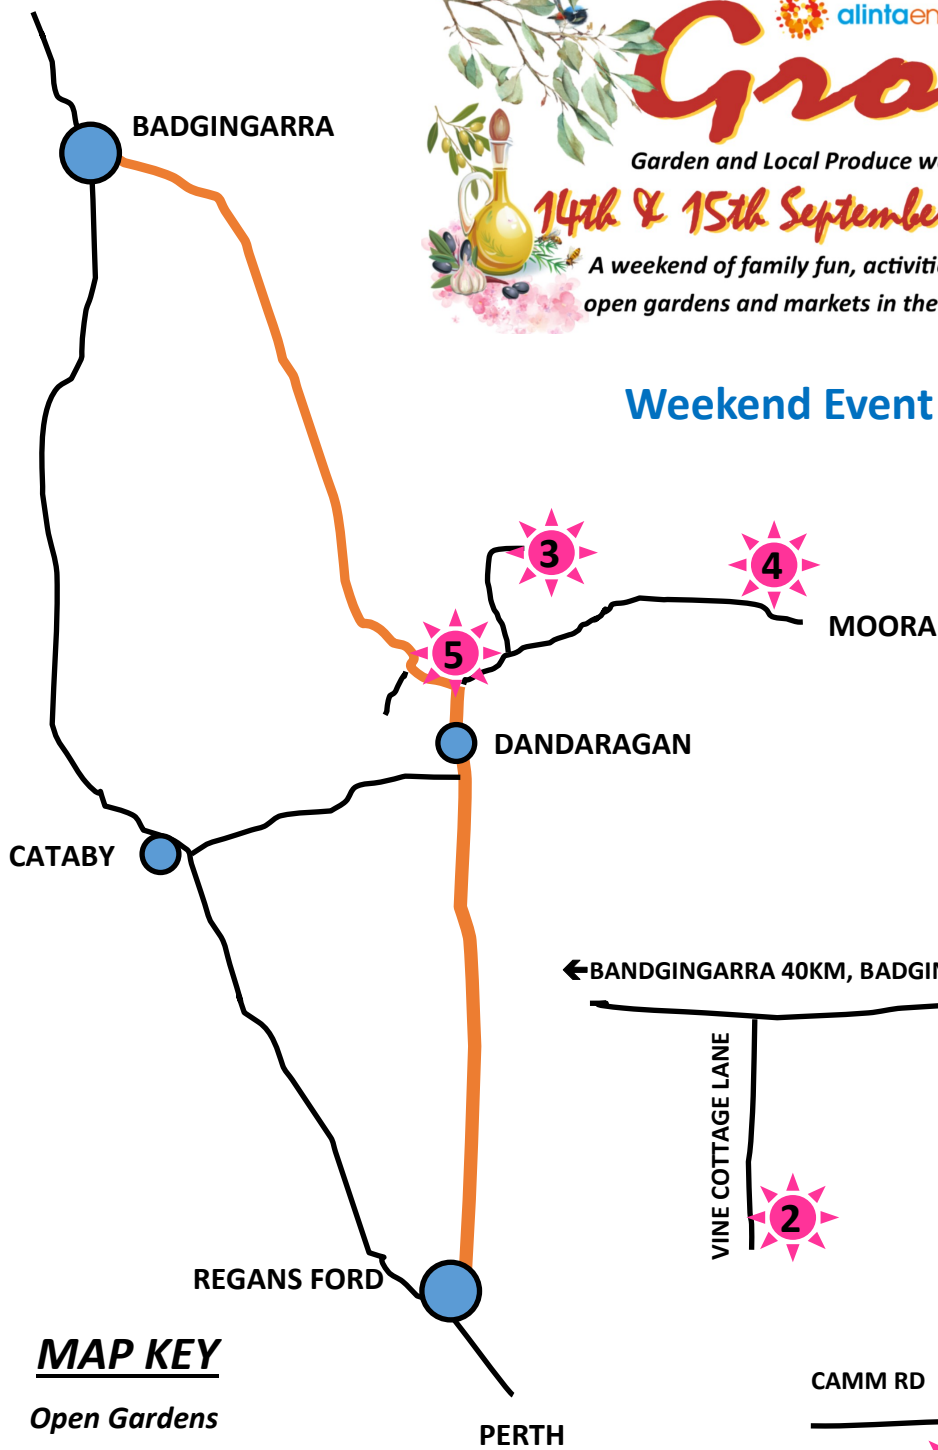 alintaen
Gro
BADGINGARRA
Garden and Local Produce w
14th & 15th Septembe
A weekend of family fun, activiti
open gardens and markets in the
Weekend Event
3
4
MOORA
5
DANDARAGAN
CATABY
←BANDGINGARRA 40KM, BADGIN
VINE COTTAGE LANE
2
REGANS FORD
MAP KEY
CAMM RD
Open Gardens
PERTH